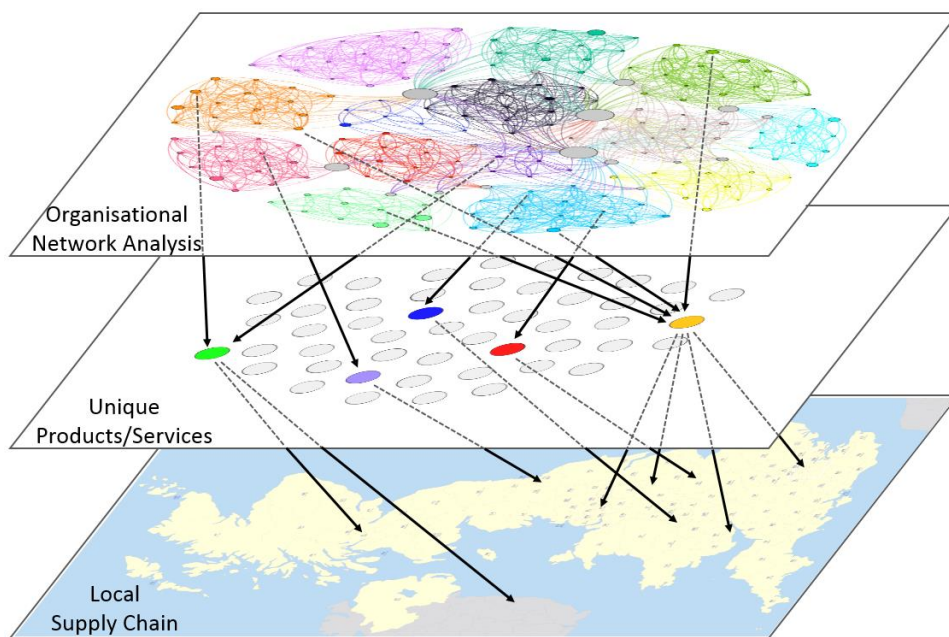 Organisational
Network Analysis
Unique
Products/Services
Local
Supply Chain